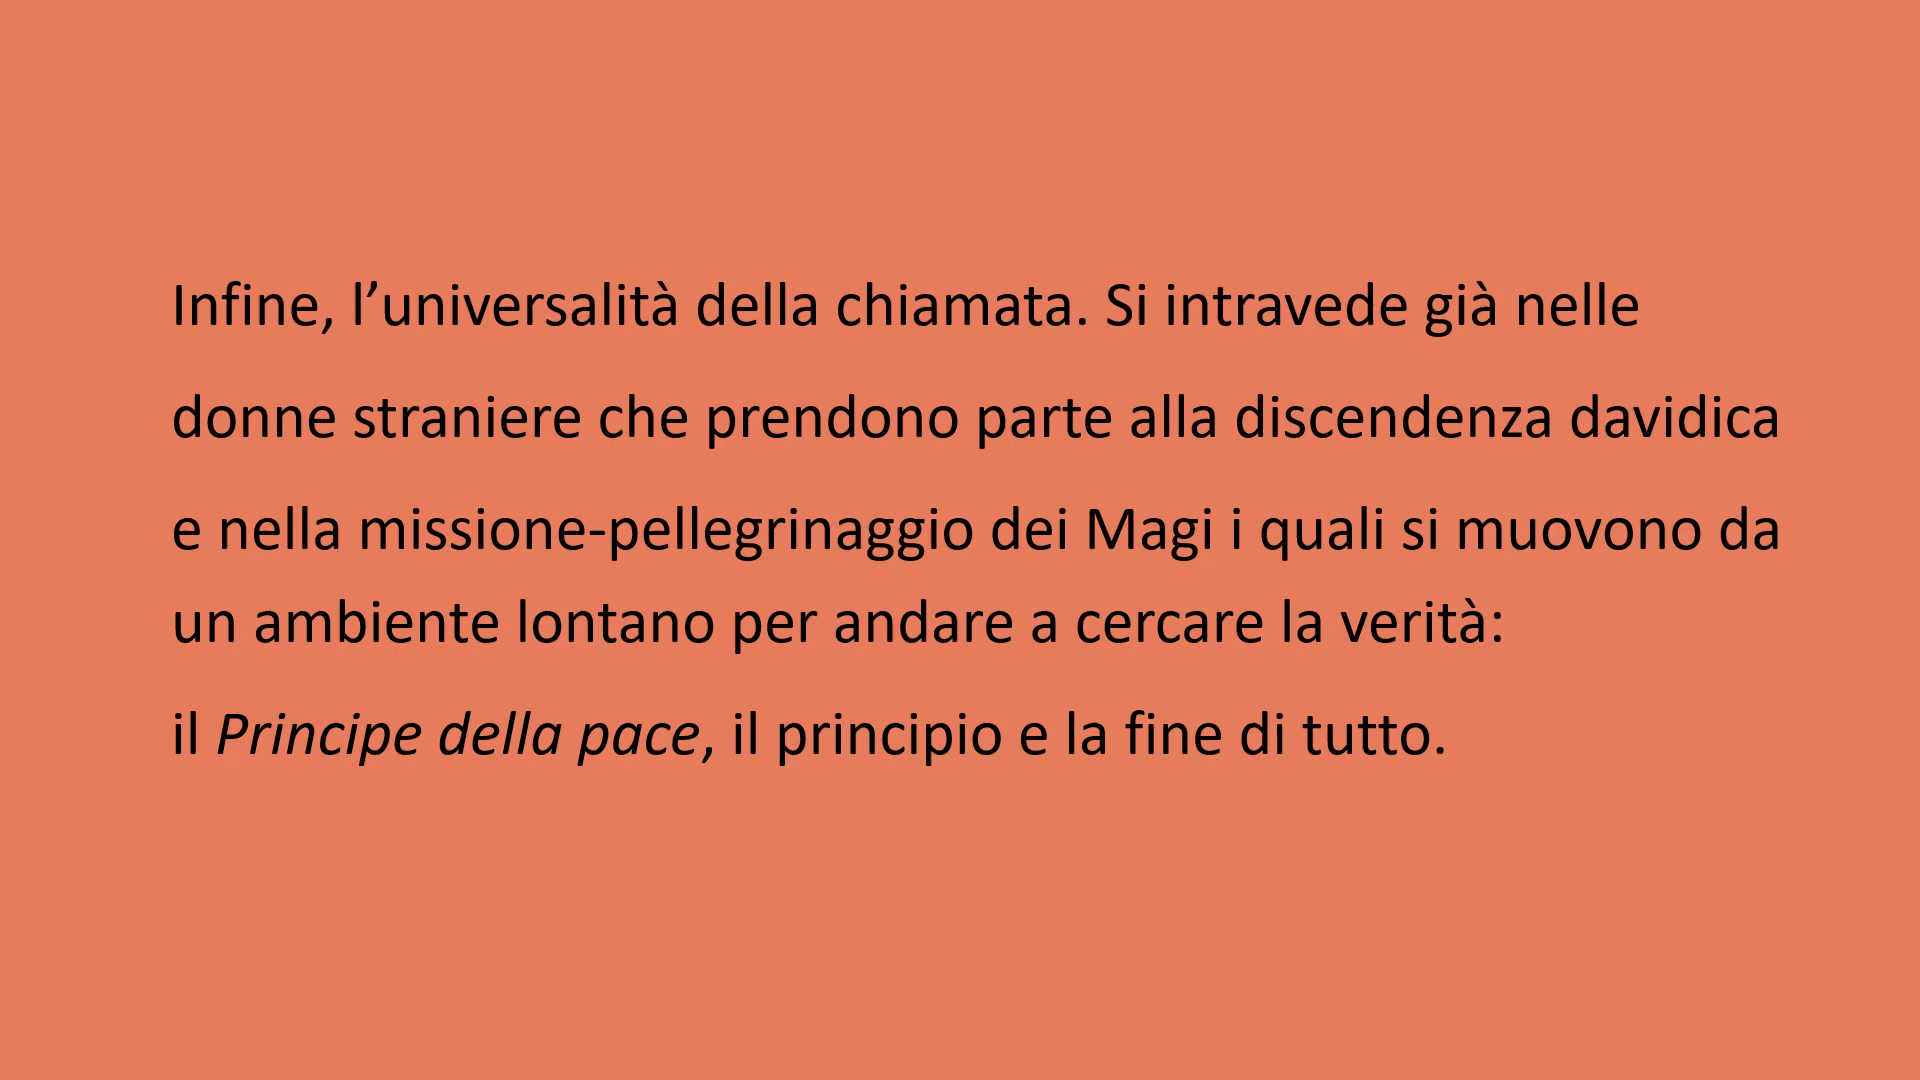 Infine, l’universalità della chiamata. Si intravede già nelle
donne straniere che prendono parte alla discendenza davidica
e nella missione-pellegrinaggio dei Magi i quali si muovono da
un ambiente lontano per andare a cercare la verità:
il Principe della pace, il principio e la fine di tutto.